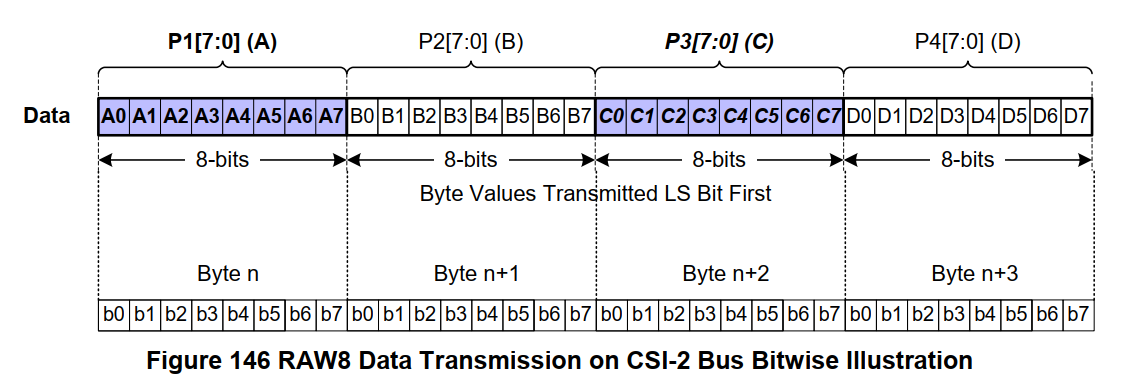 P1[7:0] (A) P2[7:0] (B) P3[7:0] (C) P4[7:0] (D)
Data A0 A1 A2 A3 A4 A5 A6 A7 B0 B1 B2 B3 B4 B5 B6 B7 C0 C1 C2 C3 C4 C5 C6 C7 D0 D1 D2 D3 D4 D5 D6 D7
8-bits 8-bits 8-bits 8-bits
Byte Values Transmitted LS Bit First
Byte n Byte n+1 Byte n+2 Byte n+3
b0 b1 b2 b3 b4 b5 b6 b7 b0 b1 b2 b3 b4 b5 b6 b7 b0 b1 b2 b3 b4 b5 b6 b7 b0 b1 b2 b3 b4 b5 b6 b7
Figure 146 RAW8 Data Transmission on CSI-2 Bus Bitwise Illustration